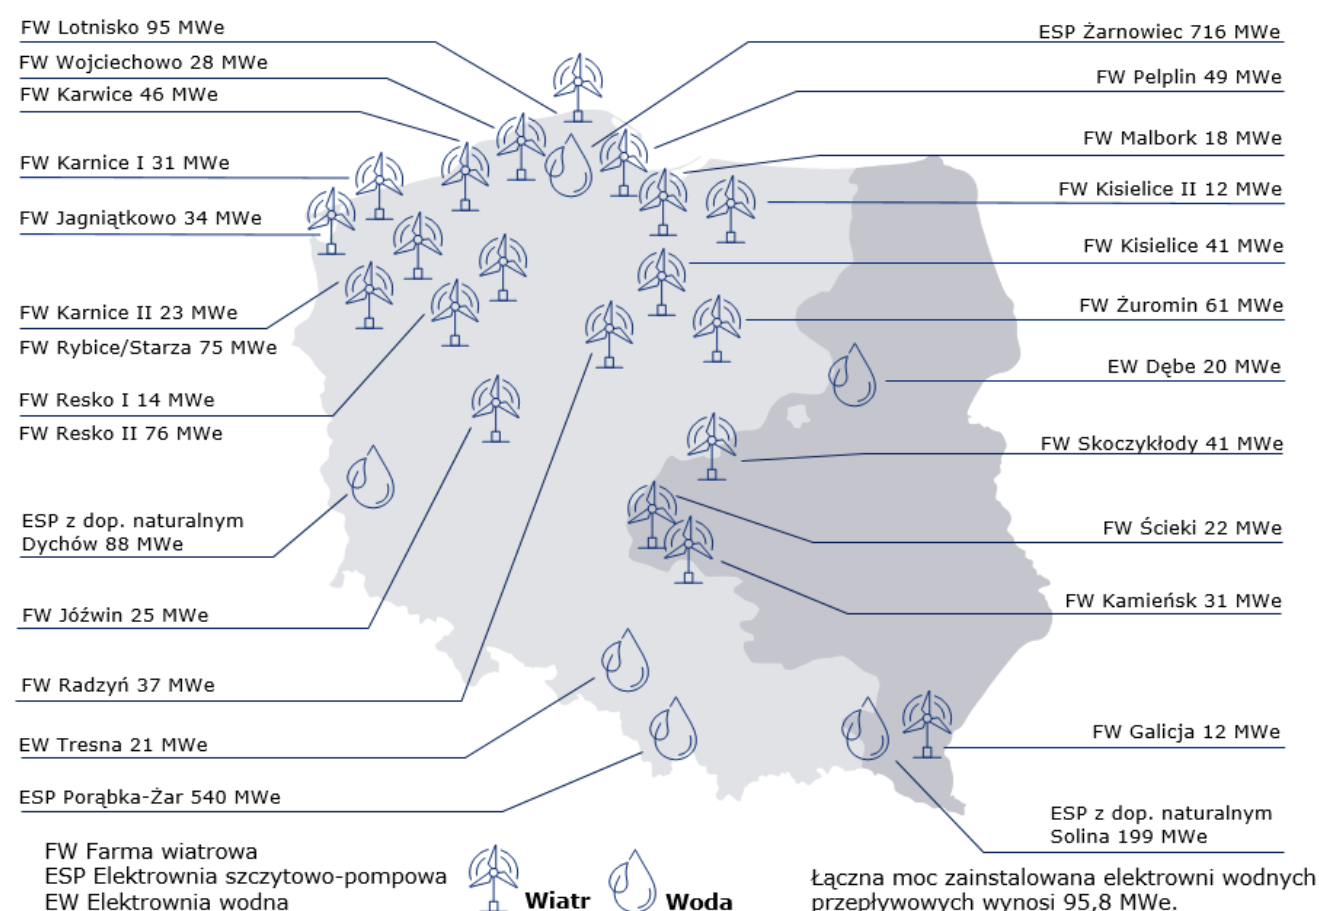 FW Lotnisko 95 MWe
FW Wojciechowo 28 MWe
FW Karwice 46 MWe
FW Karnice I 31 MWe
FW Jagniątkowo 34 MWe
FW Karnice II 23 MWe
FW Rybice/Starza 75 MWe
FW Resko I 14 MWe
FW Resko II 76 MWe
ESP z dop. naturalnym
Dychów 88 MWe
FW Jóźwin 25 MWe
FW Radzyń 37 MWe
EW Tresna 21 MWe
ESP Porąbka-Żar 540 MWe
ESP Żarnowiec 716 MWe
FW Pelplin 49 MWe
FW Malbork 18 MWe
FW Kisielice II 12 MWe
FW Kisielice 41 MWe
FW Żuromin 61 MWe
EW Dębe 20 MWe
FW Skoczykłody 41 MWe
FW Ścieki 22 MWe
FW Kamieńsk 31 MWe
FW Galicja 12 MWe
ESP z dop. naturalnym
Solina 199 MWe
FW Farma wiatrowa
ESP Elektrownia szczytowo-pompowa
EW Elektrownia wodna
Wiatr
Woda
Łączna moc zainstalowana elektrowni wodnych
przepływowych wynosi 95,8 MWe.